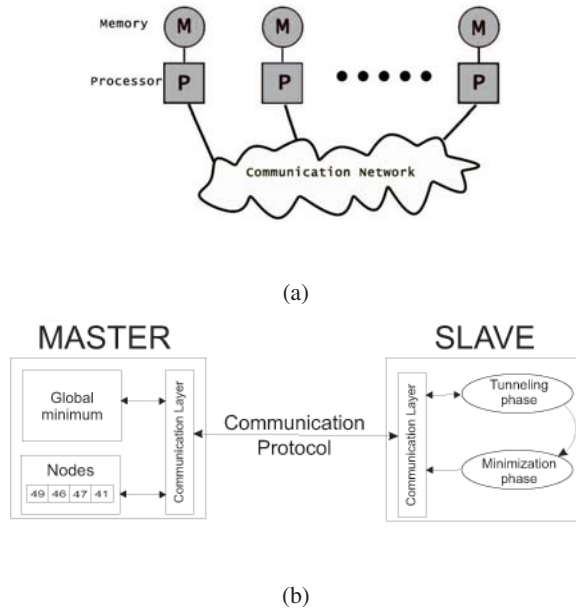 Memory
M M M
Processor
P P P
Communication Network
(a)
MASTER SLAVE
Global
minimum
Communication Layer
Nodes
49 46 47 41
Communication
Protocol
Communication Layer
Tunneling
phase
Minimization
phase
(b)